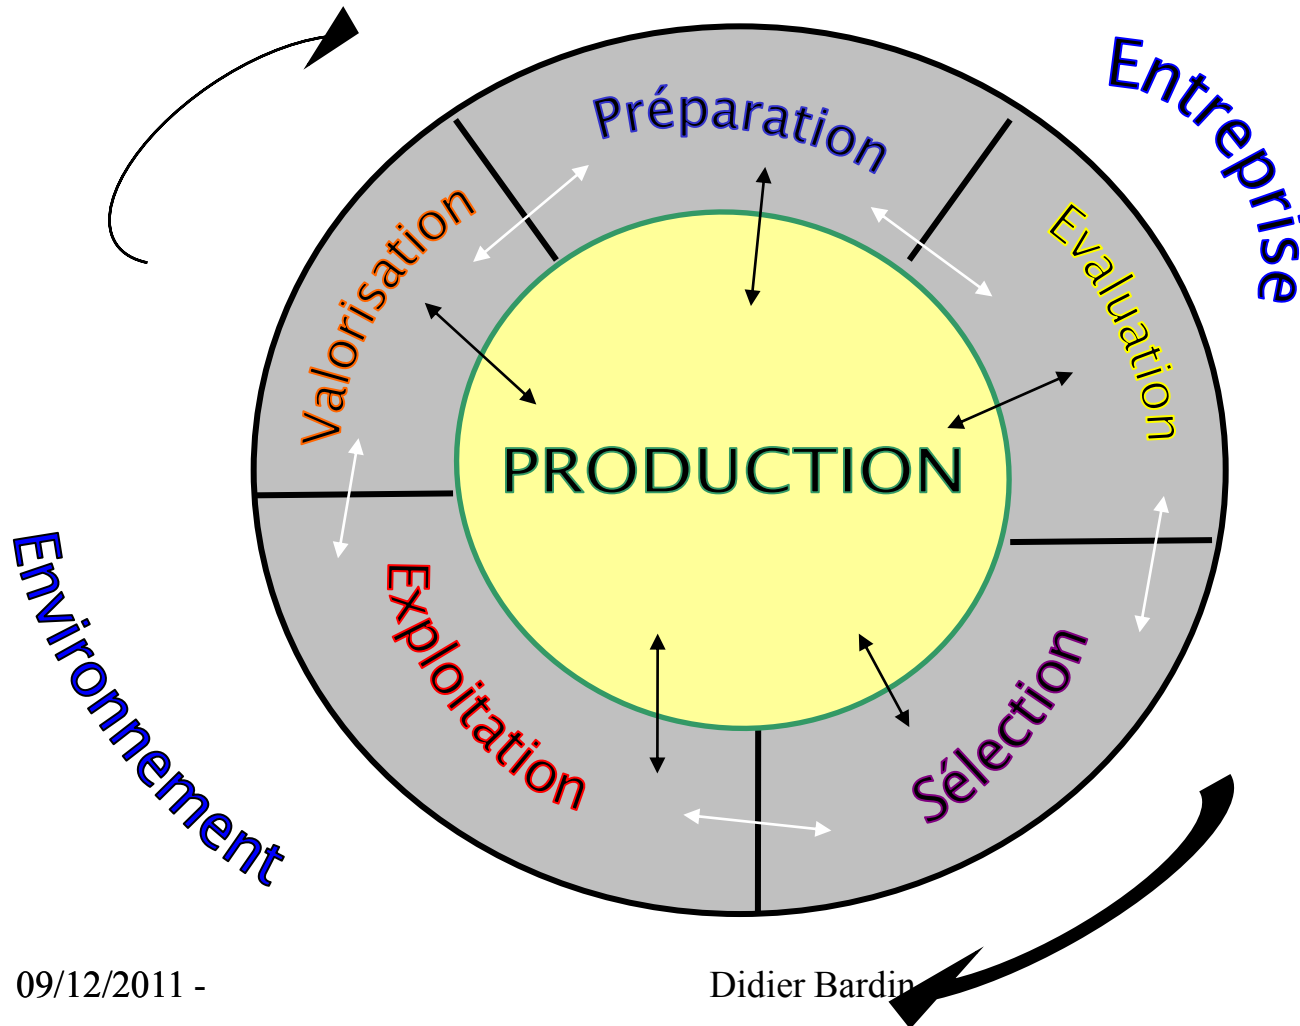 Entreprise
Préparation
Evaluation
Valorisation
PRODUCTION
Environnement
Exploitation
Sélection
09/12/2011 -
Didier Bardin